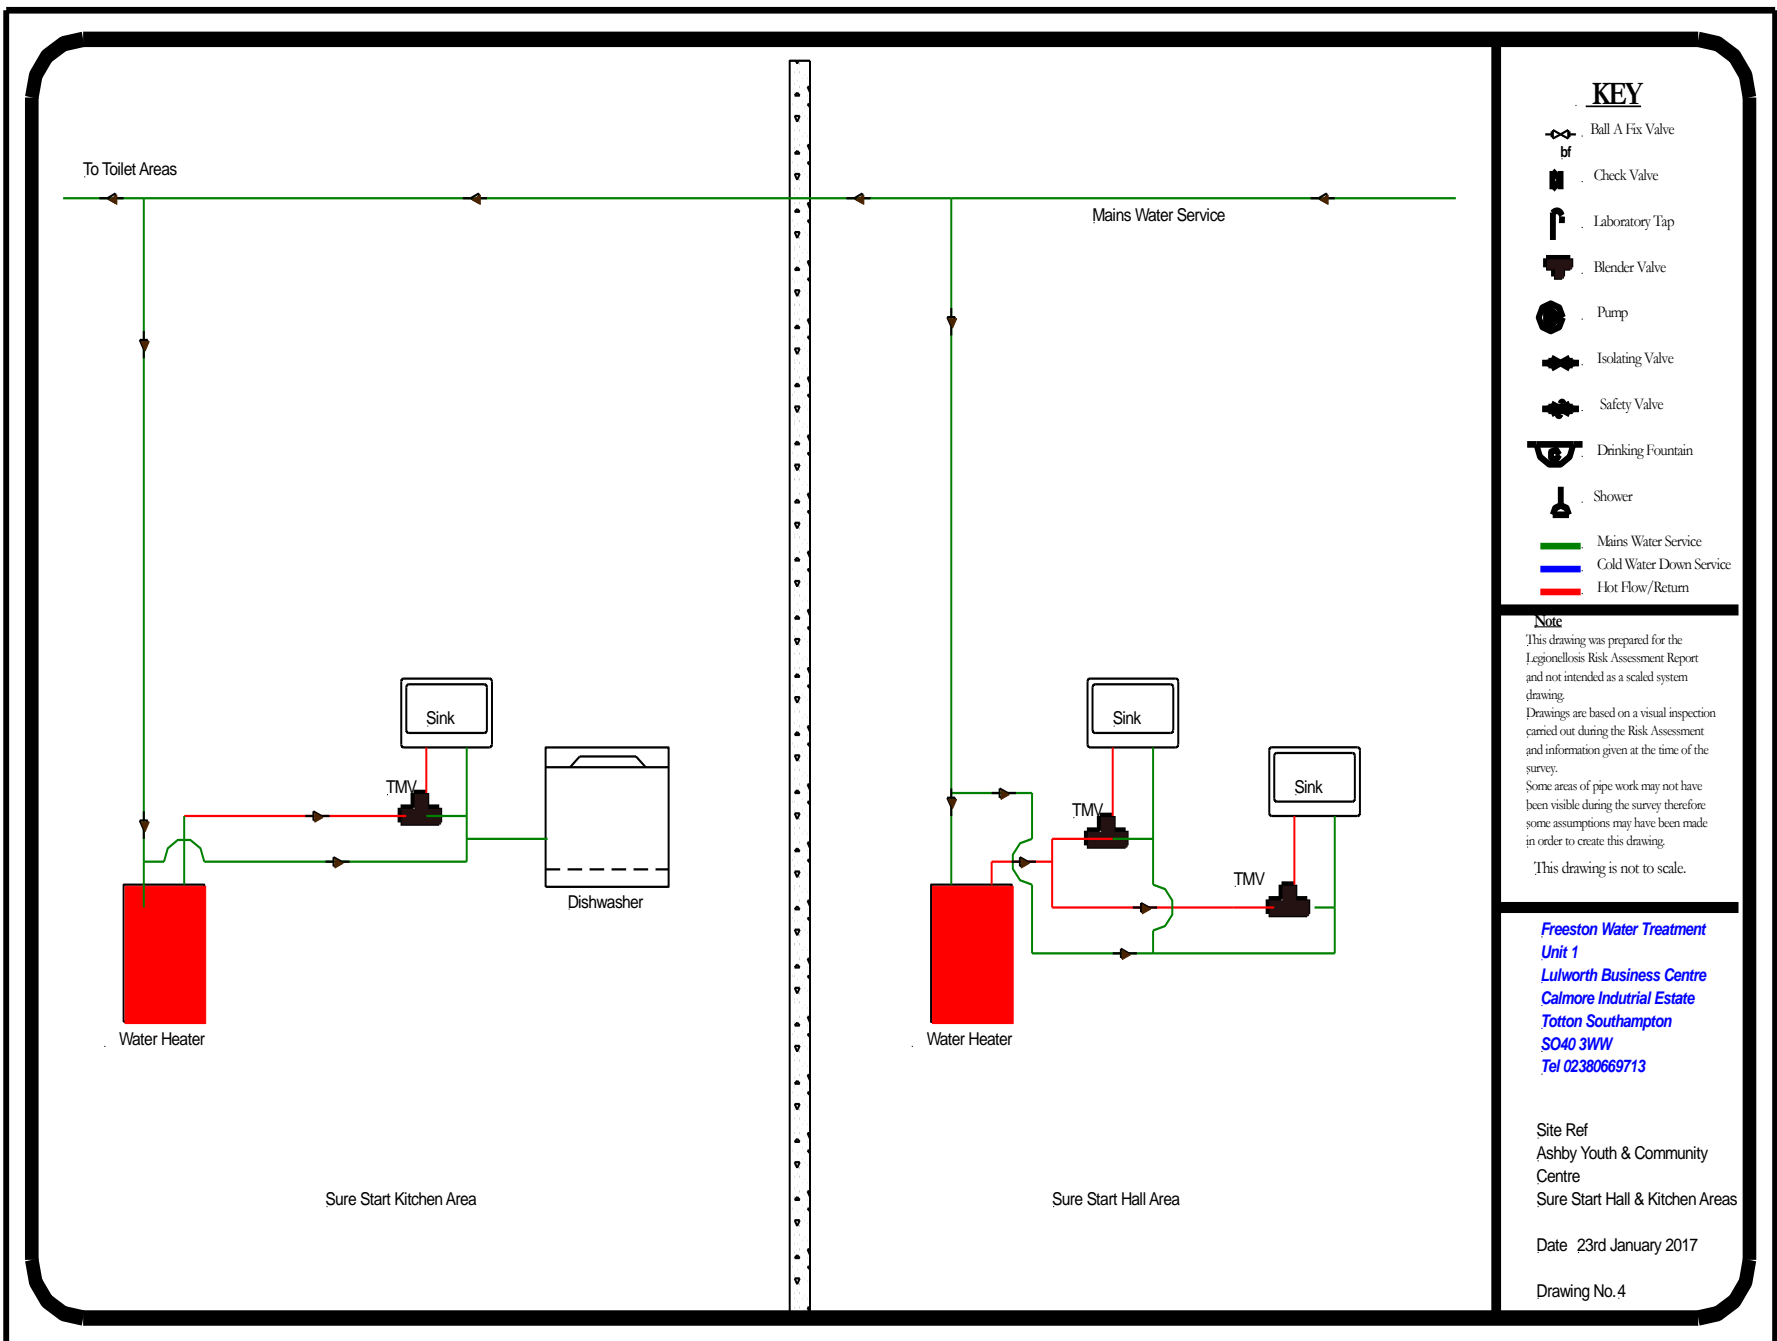 To Toilet Areas
Mains Water Service
Sink
TMV
Dishwasher
Water Heater
Sure Start Kitchen Area
Sink
Sink
TMV
TMV
Water Heater
Sure Start Hall Area
KEY
Ball A Fix Valve
bf
Check Valve
Laboratory Tap
Blender Valve
Pump
Isolating Valve
Safety Valve
Drinking Fountain
Shower
Mains Water Service
Cold Water Down Service
Hot Flow/Return
Note
This drawing was prepared for the
Legionellosis Risk Assessment Report
and not intended as a scaled system
drawing.
Drawings are based on a visual inspection
carried out during the Risk Assessment
and information given at the time of the
survey.
Some areas of pipe work may not have
been visible during the survey therefore
some assumptions may have been made
in order to create this drawing.
This drawing is not to scale.
Freeston Water Treatment
Unit 1
Lulworth Business Centre
Calmore Indutrial Estate
Totton Southampton
SO40 3WW
Tel 02380669713
Site Ref
Ashby Youth & Community
Centre
Sure Start Hall & Kitchen Areas
Date 23rd January 2017
Drawing No. 4